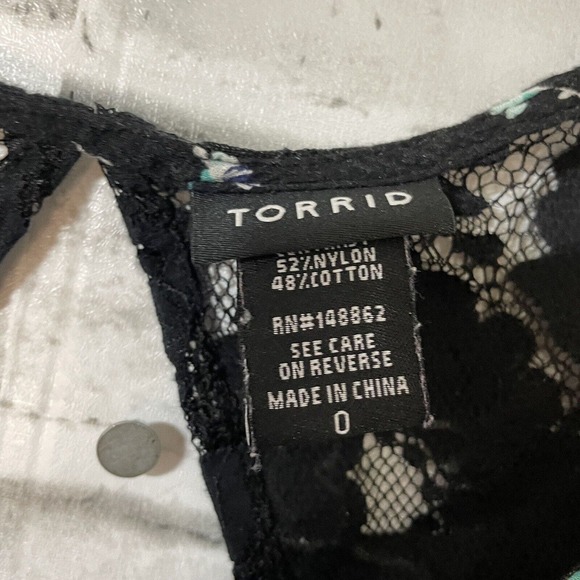 TORRID
52%NYLON
48%COTTON
RN#148862
SEE CARE
ON REVERSE
MADE IN CHINA
0